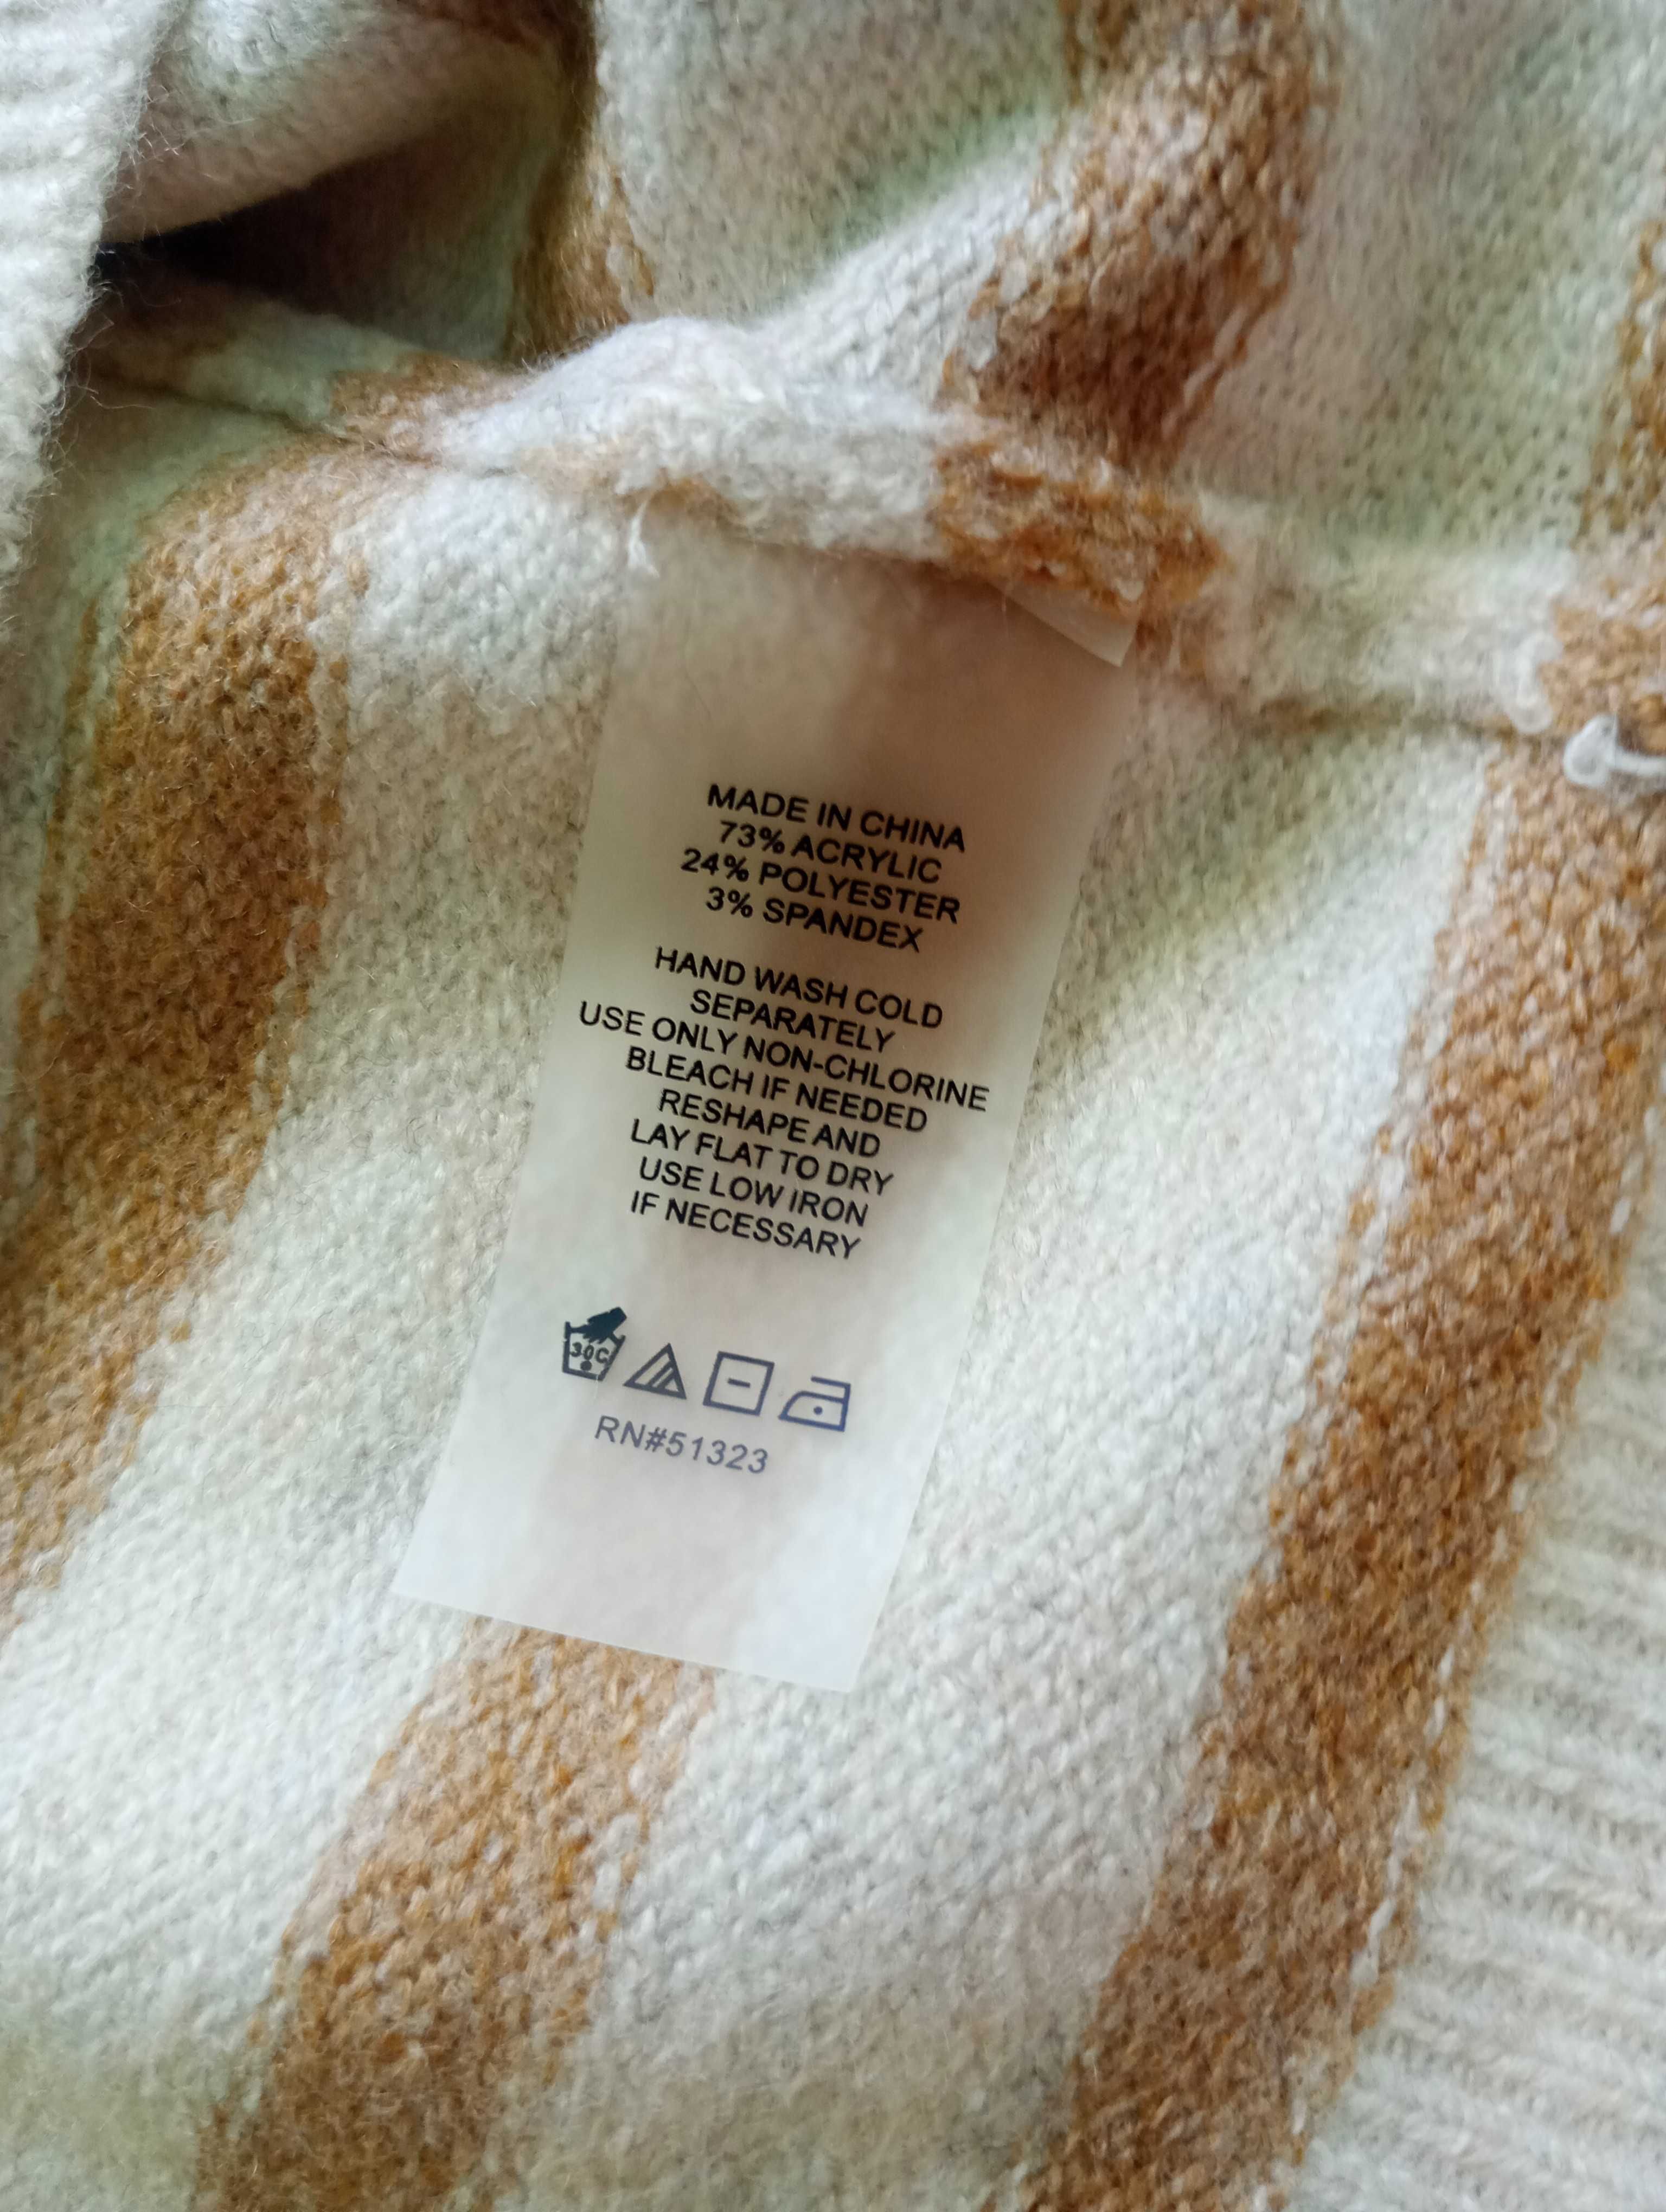 MADE IN CHINA
73% ACRYLIC
24% POLYESTER
3% SPANDEX
HAND WASH COLD
SEPARATELY
USE ONLY NON-CHLORINE
BLEACH IF NEEDED
RESHAPE AND
LAY FLAT TO DRY
USE LOW IRON
IF NECESSARY
30C
RN#51323